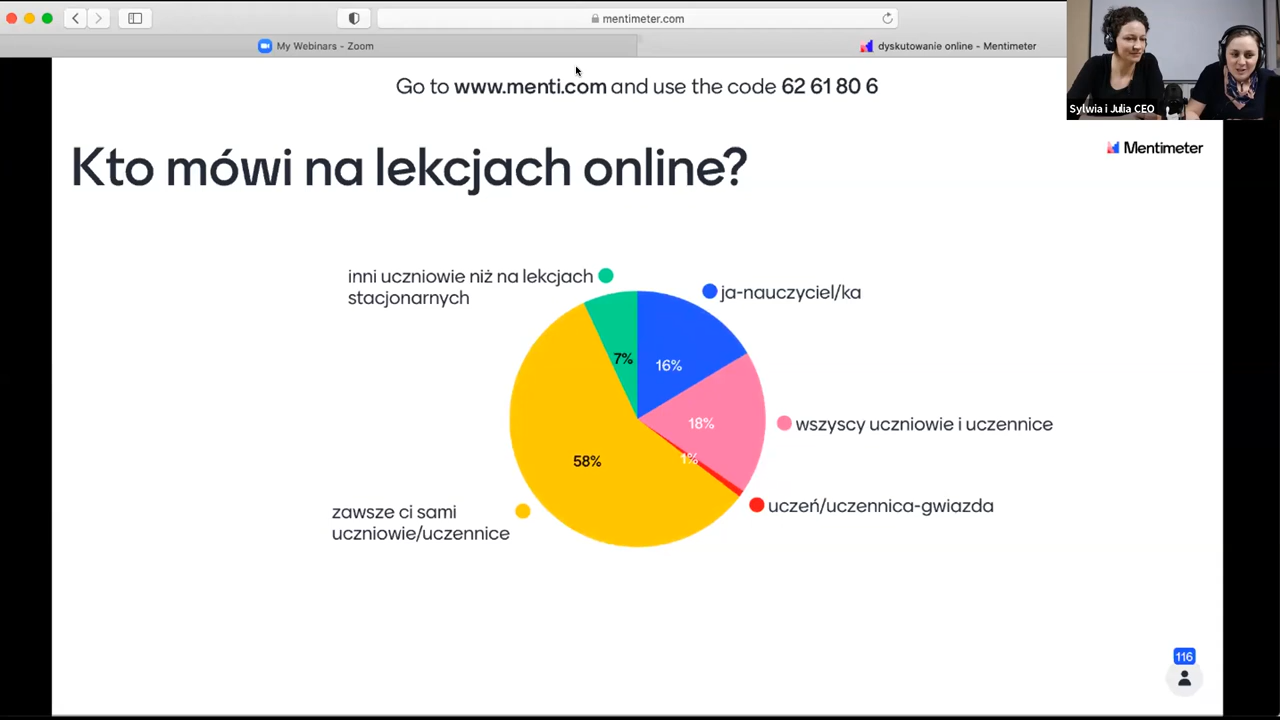 mentimeter.com
My Webinars - Zoom
dyskutowanie online - Mentimeter
Sylwia i Julia CEO
Go to www.menti.com and use the code 62 61 80 6
Mentimeter
Kto mówi na lekcjach online?
inni uczniowie niż na lekcjach
stacjonarnych
ja-nauczyciel/ka
7%
16%
18%
wszyscy uczniowie i uczennice
58%
1%
zawsze ci sami
uczniowie/uczennice
uczeń/uczennica-gwiazda
116